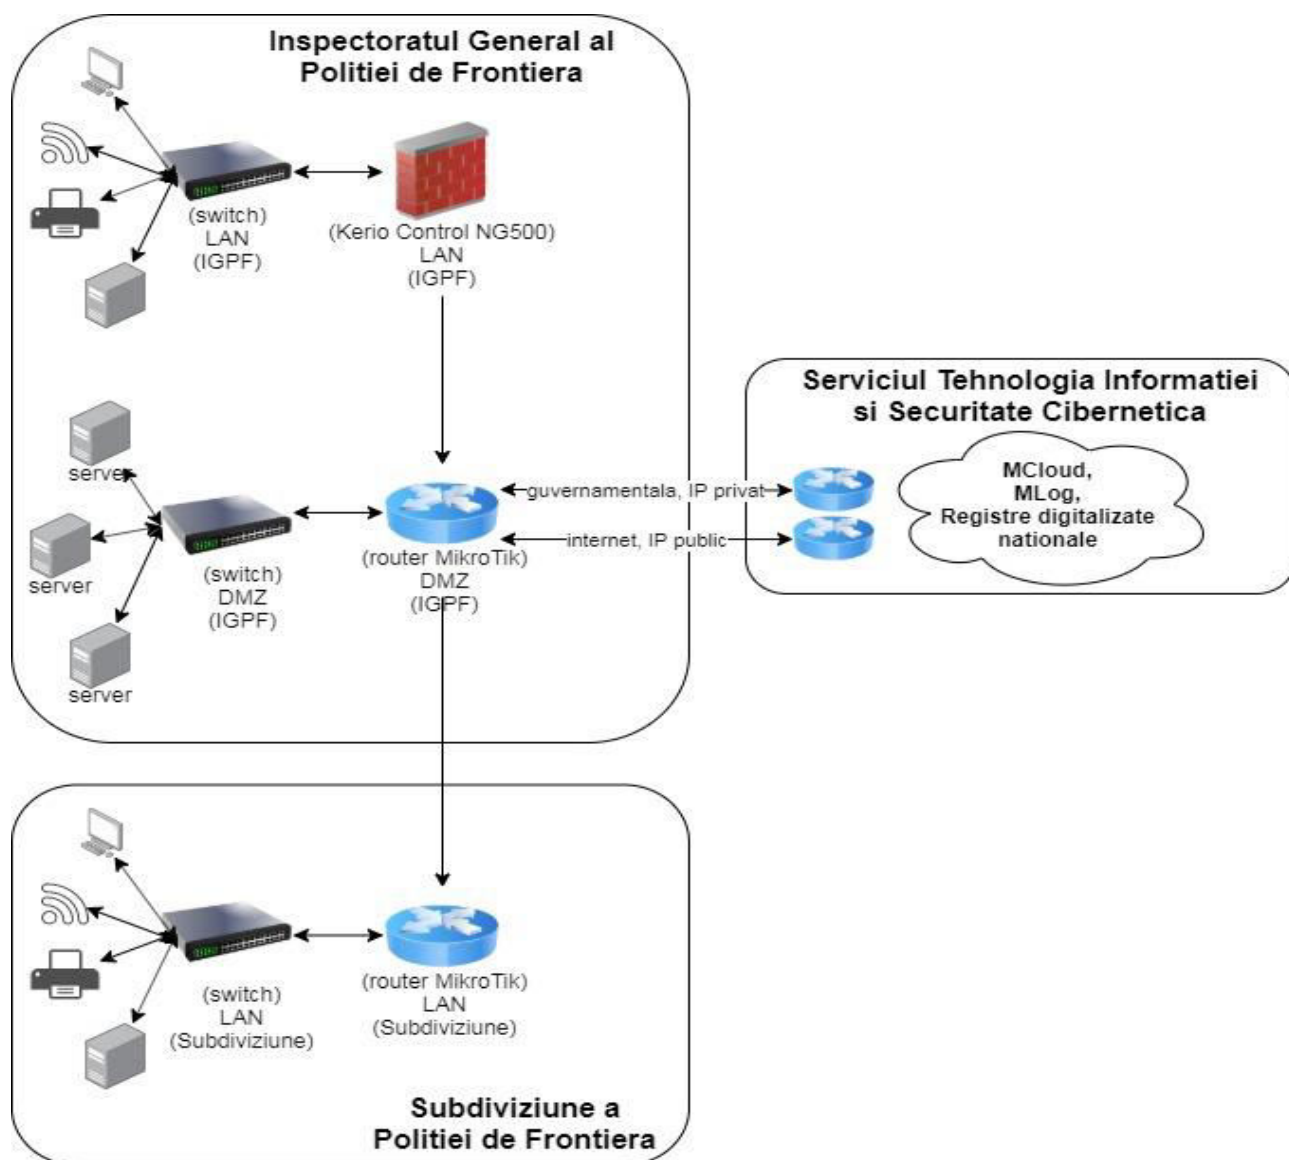 Inspectoratul General al
Politiei de Frontiera
(switch)
LAN
(IGPF)
(Kerio Control NG500)
LAN
(IGPF)
server
server
server
(switch)
DMZ
(IGPF)
(router MikroTik)
DMZ
(IGPF)
guvernamentala, IP privat
internet, IP public
Serviciul Tehnologia Informatiei
si Securitate Cibernetica
MCloud,
MLog,
Registre digitalizate
nationale
(switch)
LAN
(Subdiviziune)
(router MikroTik)
LAN
(Subdiviziune)
Subdiviziune a
Politiei de Frontiera